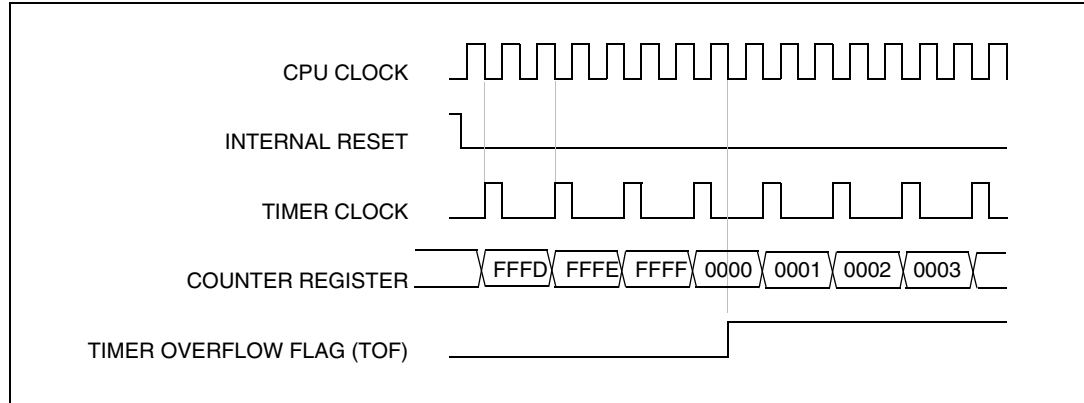 CPU CLOCK
INTERNAL RESET
TIMER CLOCK
COUNTER REGISTER FFFD FFFE FFFF 0000 0001 0002 0003
TIMER OVERFLOW FLAG (TOF)